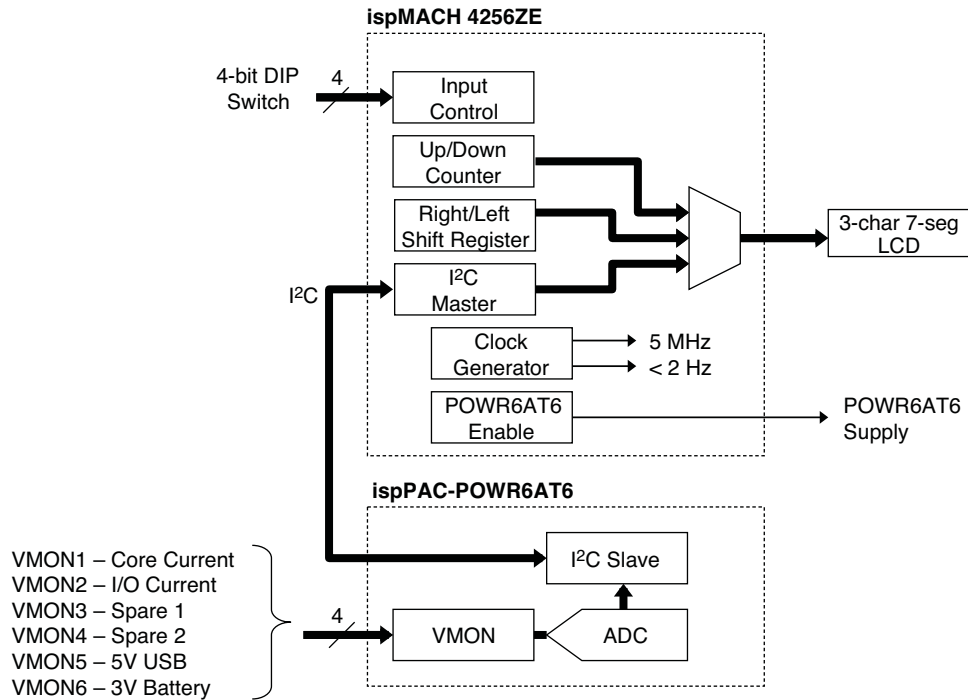 ispMACH 4256ZE
4-bit DIP
Switch
4
Input
Control
Up/Down
Counter
Right/Left
Shift Register
3-char 7-seg
LCD
I²C
I²C
Master
Clock
Generator
5 MHz
< 2 Hz
POWR6AT6
Enable
POWR6AT6
Supply
ispPAC-POWR6AT6
I²C Slave
VMON1 – Core Current
VMON2 – I/O Current
VMON3 – Spare 1
VMON4 – Spare 2
VMON5 – 5V USB
VMON6 – 3V Battery
4
VMON
ADC